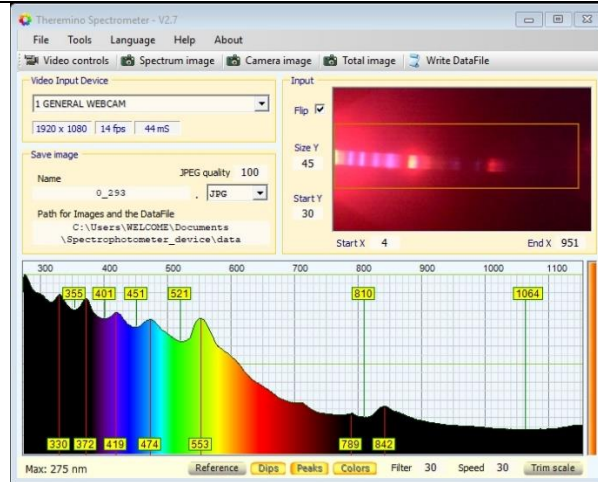 Theremino Spectrometer - V2.7
File Tools Language Help About
Video controls Spectrum image Camera image Total image Write DataFile
Video Input Device
1 GENERAL WEBCAM
1920 x 1080 14 fps 44 mS
Save image
Name JPEG quality 100
0_293 . JPG
Path for Images and the DataFile
C:\Users\WELCOME\Documents
\Spectrophotometer_device\data
Input
Flip
Size Y
45
Start Y
30
Start X 4 End X 951
300 400 500 600 700 800 900 1000 1100
355 401 451 521 810 1064
330 372 419 474 553 789 842
Max: 275 nm Reference Dips Peaks Colors Filter 30 Speed 30 Trim scale